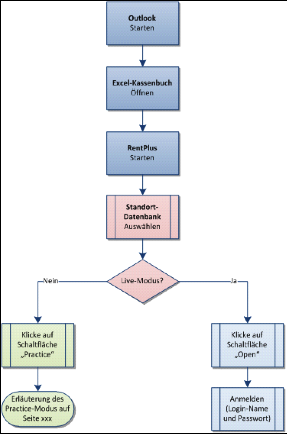 Outlook
Starten
Excel-Kassenbuch
Öffnen
RentPlus
Starten
Standort-
Datenbank
Auswählen
Live-Modus?
Nein
Ja
Klicke auf
Schaltfläche
„Practice“
Klicke auf
Schaltfläche
„Open“
Erläuterung des
Practice-Modus auf
Seite xxx
Anmelden
(Login-Name
und Passwort)